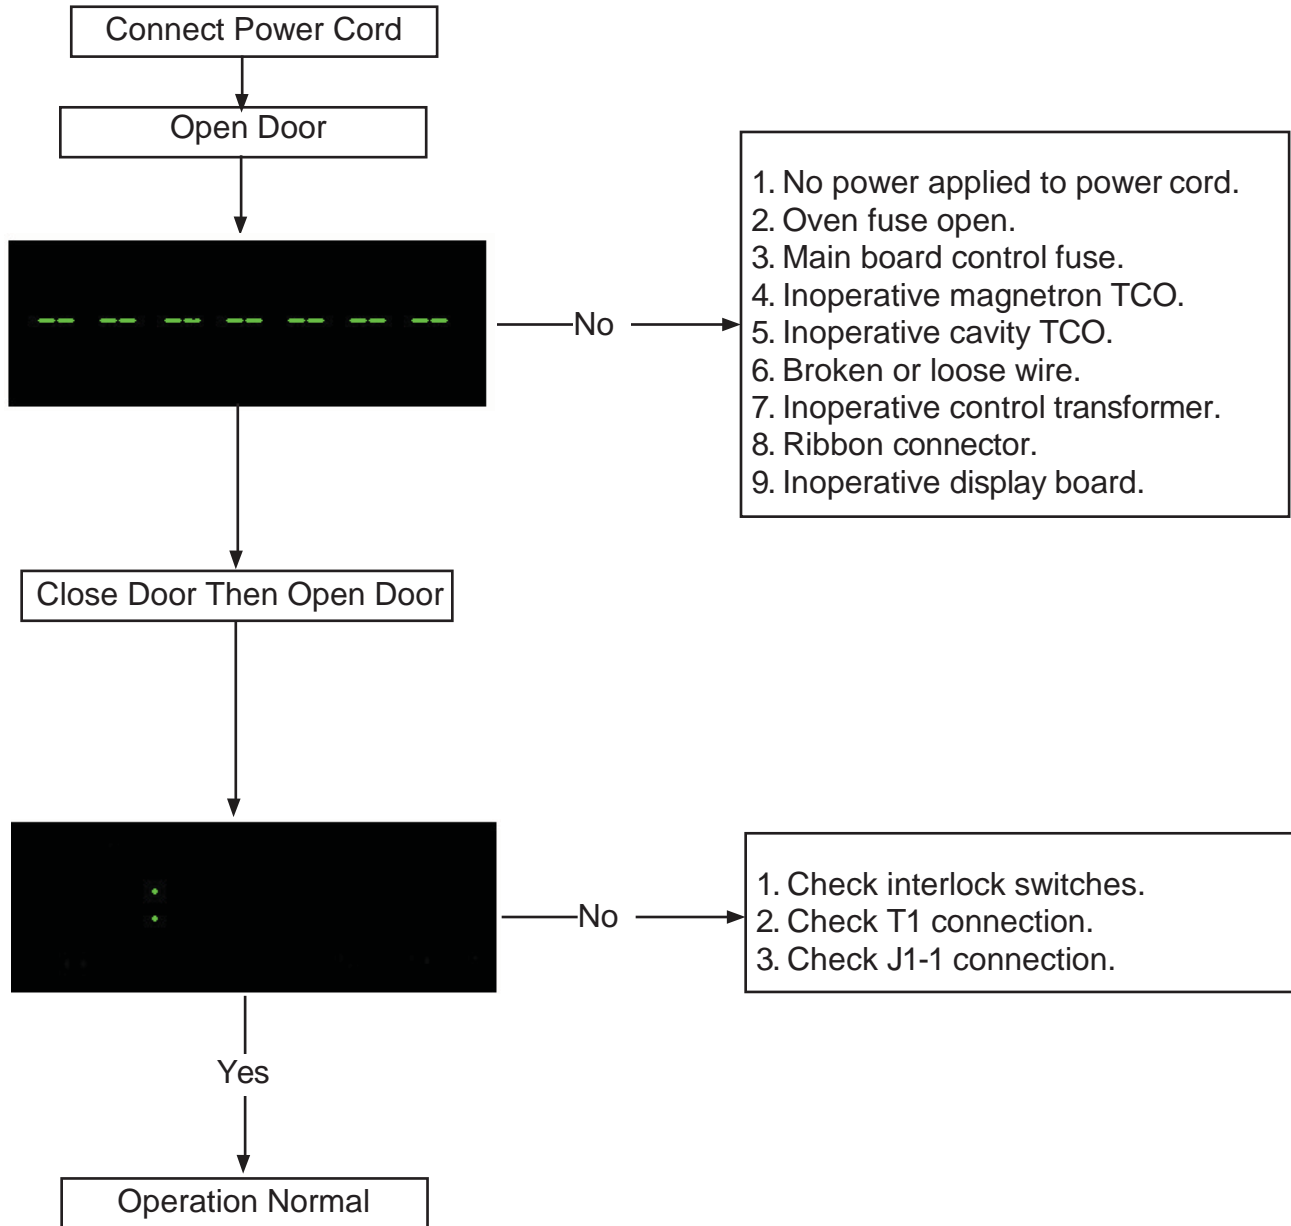 Connect Power Cord
Open Door
No
1. No power applied to power cord.
2. Oven fuse open.
3. Main board control fuse.
4. Inoperative magnetron TCO.
5. Inoperative cavity TCO.
6. Broken or loose wire.
7. Inoperative control transformer.
8. Ribbon connector.
9. Inoperative display board.
Close Door Then Open Door
:
No
1. Check interlock switches.
2. Check T1 connection.
3. Check J1-1 connection.
Yes
Operation Normal